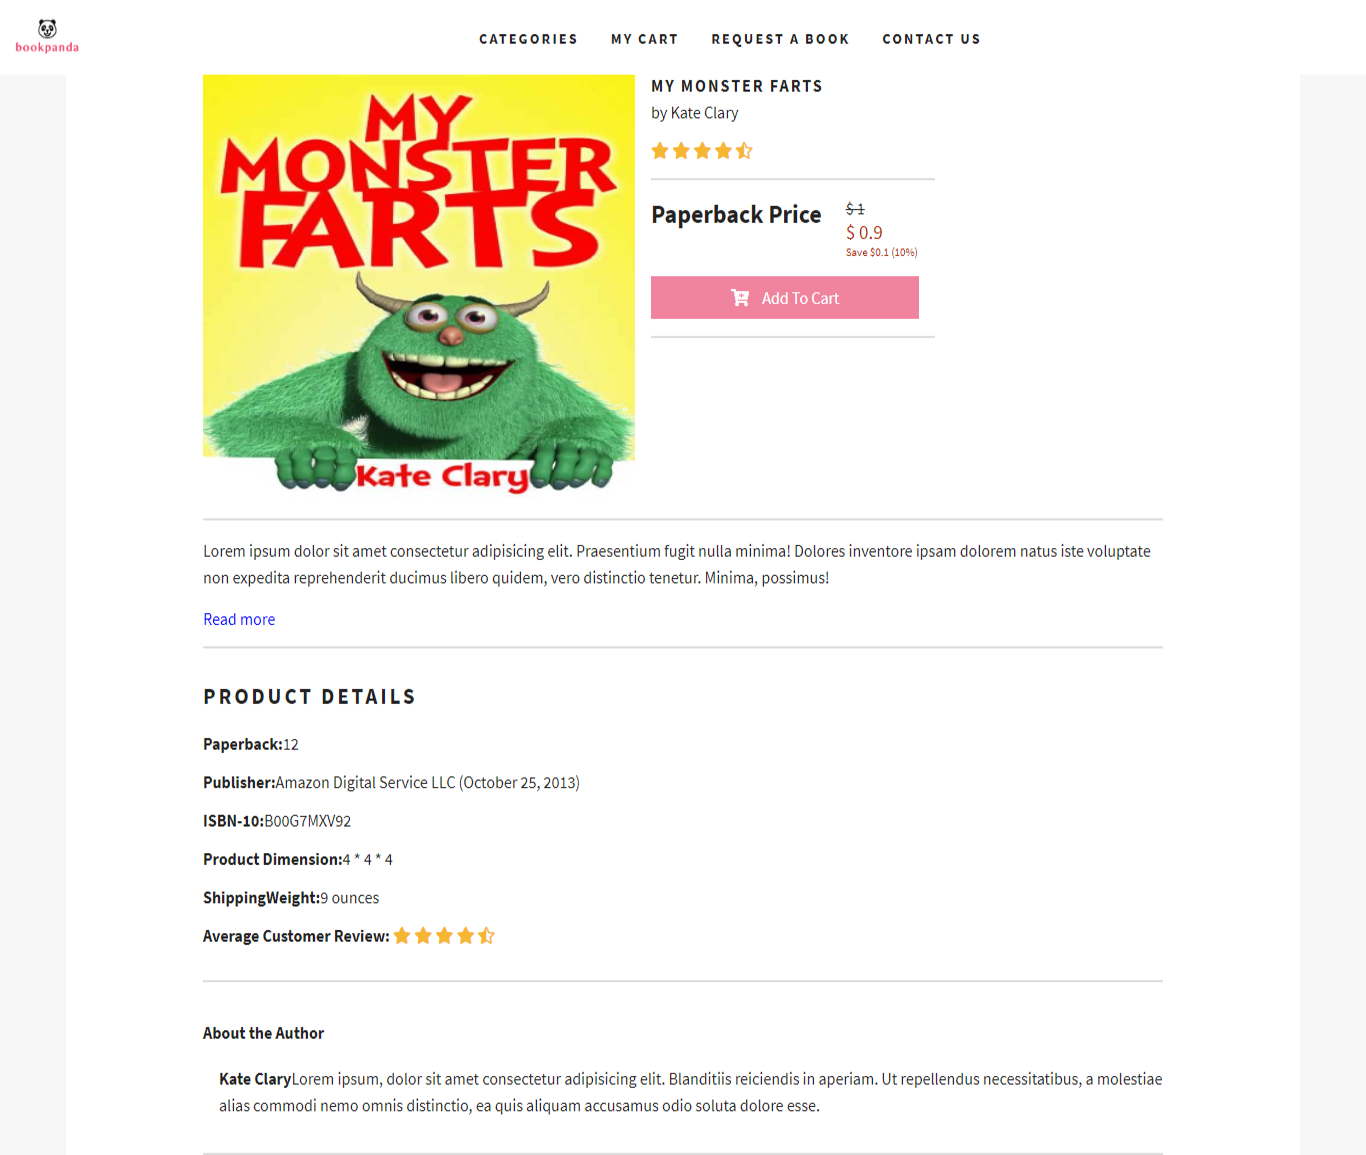 bookpanda
CATEGORIES MY CART REQUEST A BOOK CONTACT US
MY
MONSTER
FARTS
Kate Clary
MY MONSTER FARTS
by Kate Clary
Paperback Price
$ 1
$ 0.9
Save $0.1 (10%)
Add To Cart
Lorem ipsum dolor sit amet consectetur adipisicing elit. Praesentium fugit nulla minima! Dolores inventore ipsam dolorem natus iste voluptate
non expedita reprehenderit ducimus libero quidem, vero distinctio tenetur. Minima, possimus!
Read more
PRODUCT DETAILS
Paperback:12
Publisher:Amazon Digital Service LLC (October 25, 2013)
ISBN-10:B00G7MXV92
Product Dimension:4 * 4 * 4
ShippingWeight:9 ounces
Average Customer Review:
About the Author
Kate ClaryLorem ipsum, dolor sit amet consectetur adipisicing elit. Blanditiis reiciendis in aperiam. Ut repellendus necessitatibus, a molestiae
alias commodi nemo omnis distinctio, ea quis aliquam accusamus odio soluta dolore esse.